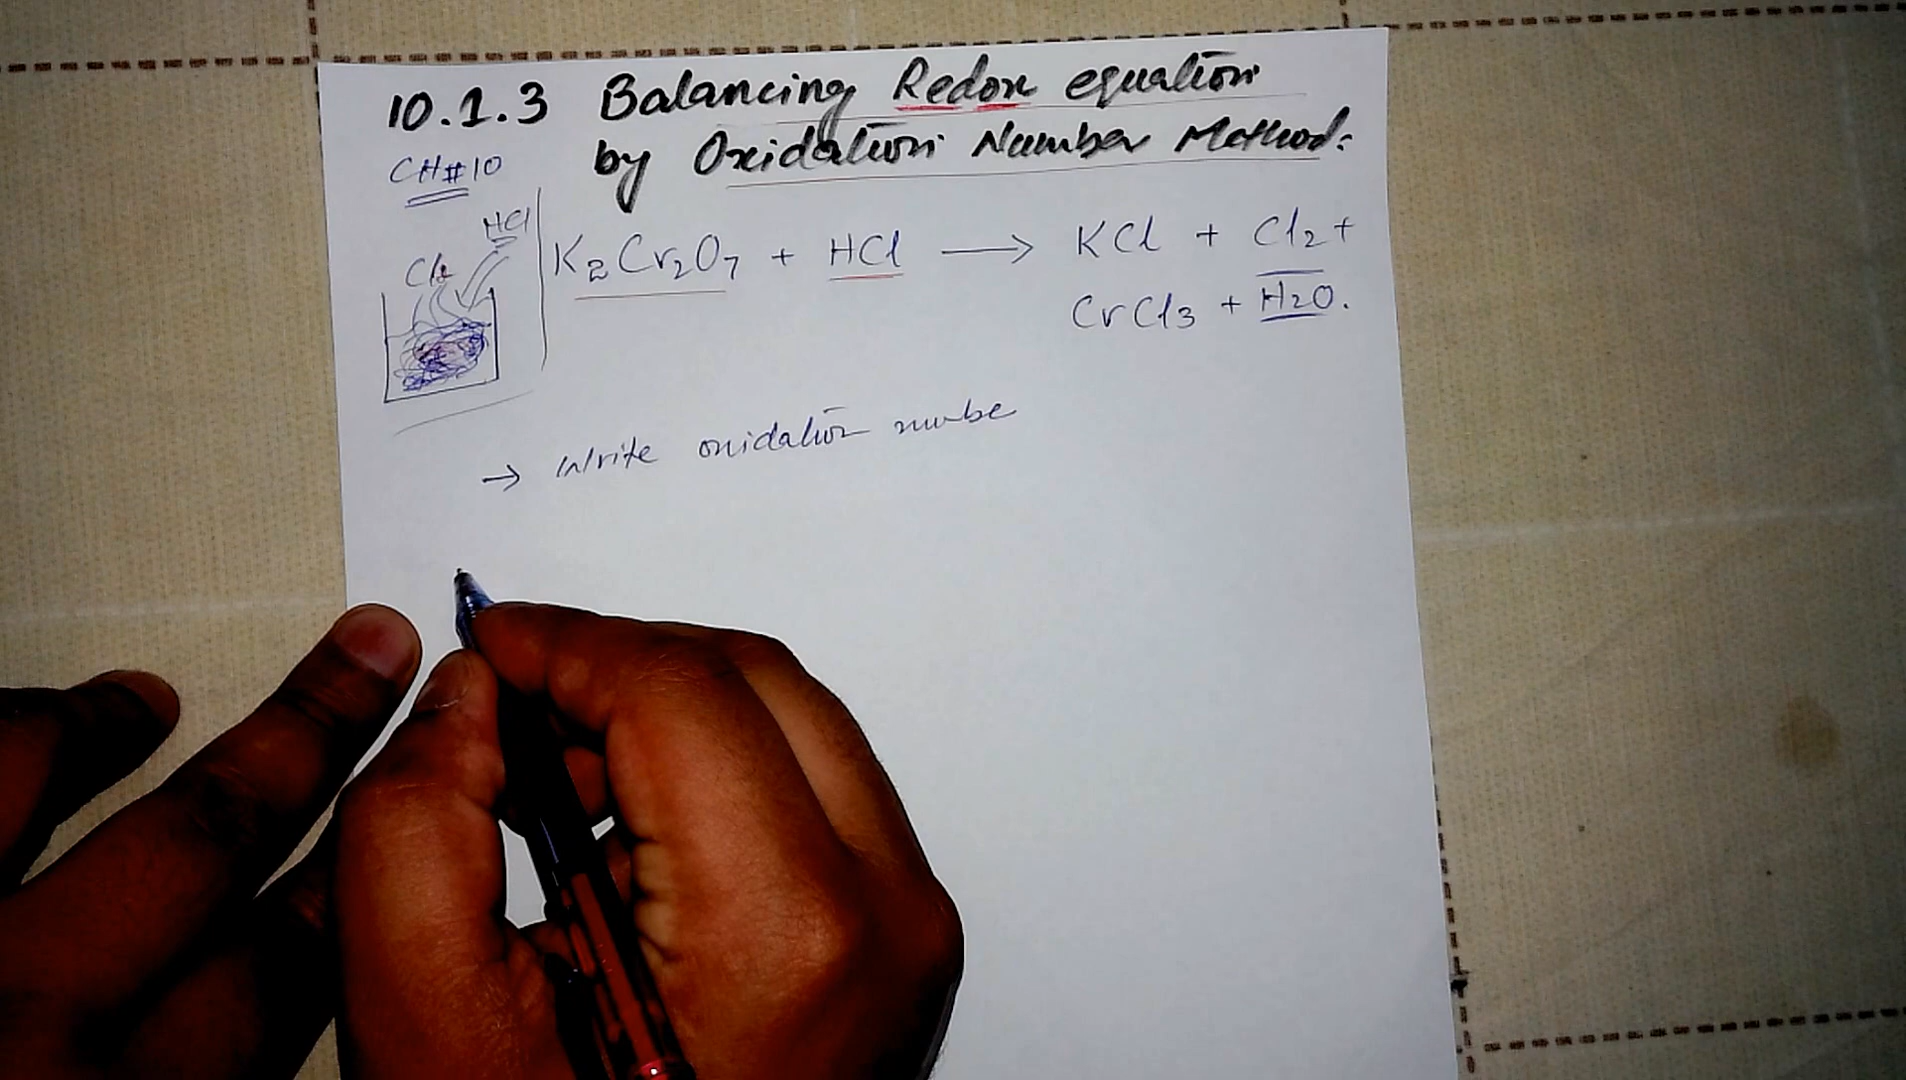 10.1.3 Balancing Redox equation
by Oxidation Number Method:
CH#10
HCl
Cl2
K2Cr2O7 + HCl → KCl + Cl2 +
CrCl3 + H2O.
→ Write oxidation numbe